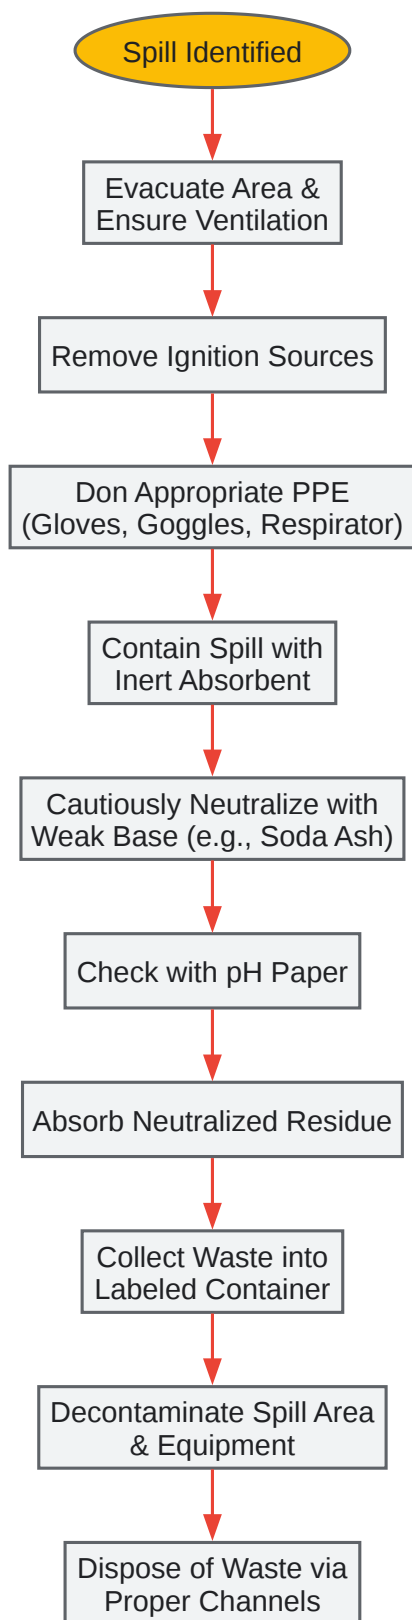 Spill Identified
Evacuate Area &
Ensure Ventilation
Remove Ignition Sources
Don Appropriate PPE
(Gloves, Goggles, Respirator)
Contain Spill with
Inert Absorbent
Cautiously Neutralize with
Weak Base (e.g., Soda Ash)
Check with pH Paper
Absorb Neutralized Residue
Collect Waste into
Labeled Container
Decontaminate Spill Area
& Equipment
Dispose of Waste via
Proper Channels